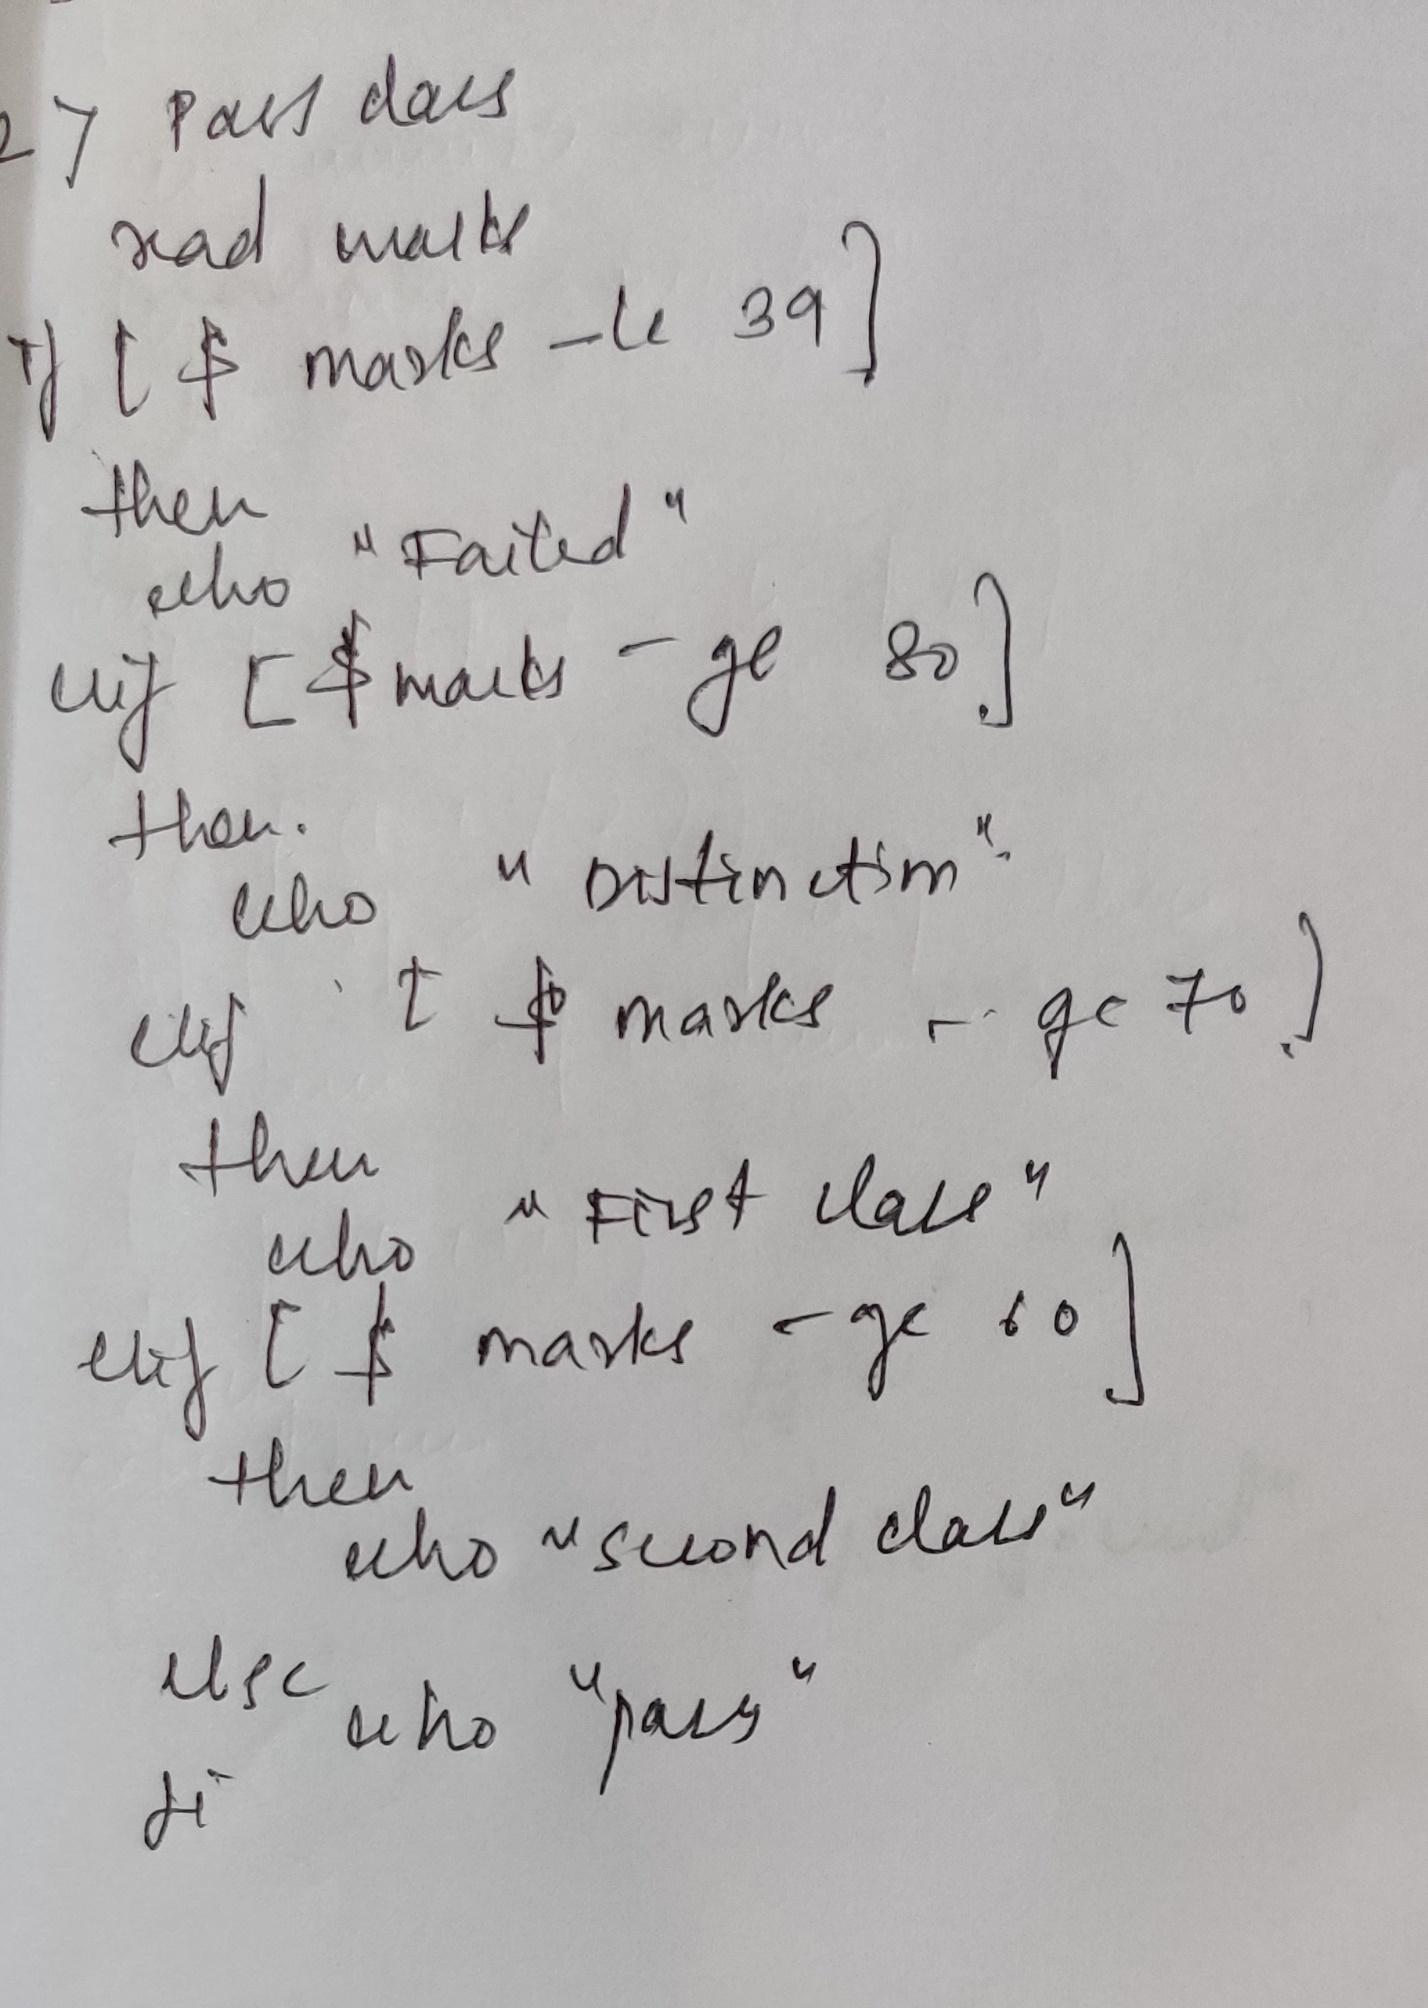 2) Pass class
read marks
if [ $ marks -le 39 ]
then
echo "Failed"
elif [ $marks - ge 80.]
then.
echo "Distinction".
elif [ $ marks - ge 70.]
then
echo "First class"
elif [ $ marks - ge 60 ]
then
echo "second class"
else
echo "pass"
fi